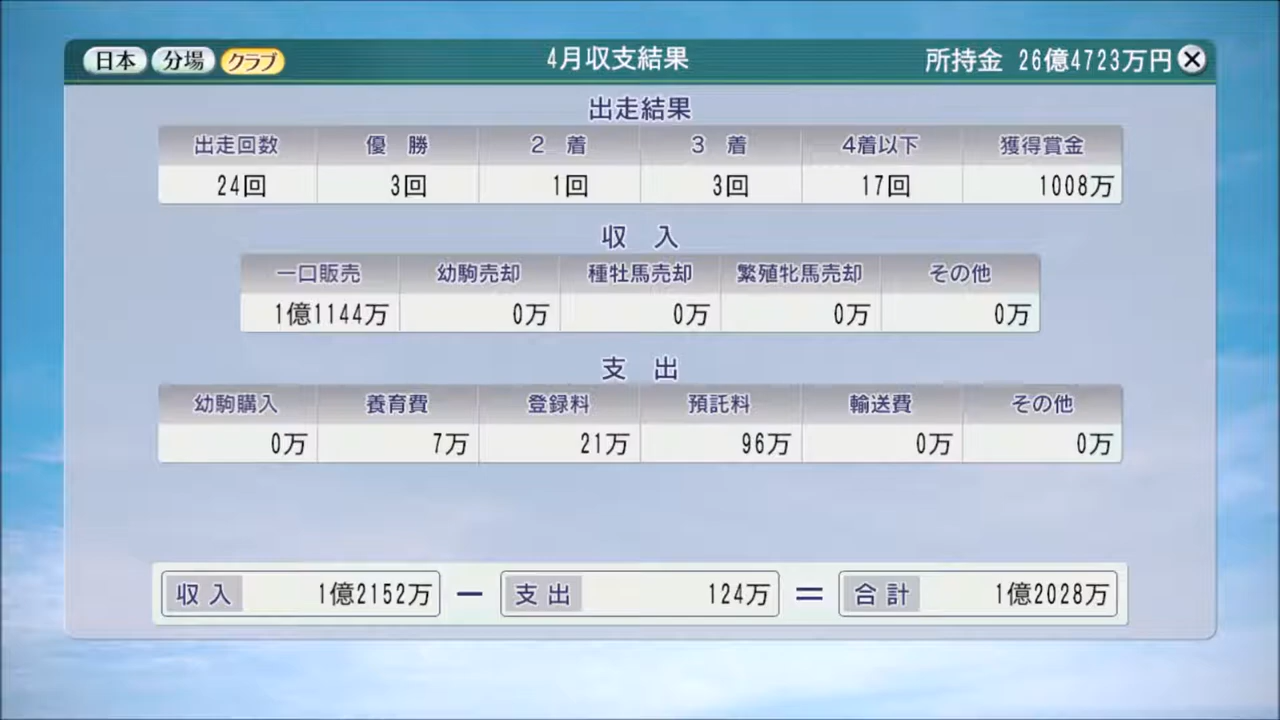 日本 分場 クラブ 4月収支結果 所持金 26億4723万円
出走結果
出走回数 優 勝 2 着 3 着 4着以下 獲得賞金
24回 3回 1回 3回 17回 1008万
収 入
一口販売 幼駒売却 種牡馬売却 繁殖牝馬売却 その他
1億1144万 0万 0万 0万 0万
支 出
幼駒購入 養育費 登録料 預託料 輸送費 その他
0万 7万 21万 96万 0万 0万
収 入 1億2152万 − 支 出 124万 = 合 計 1億2028万